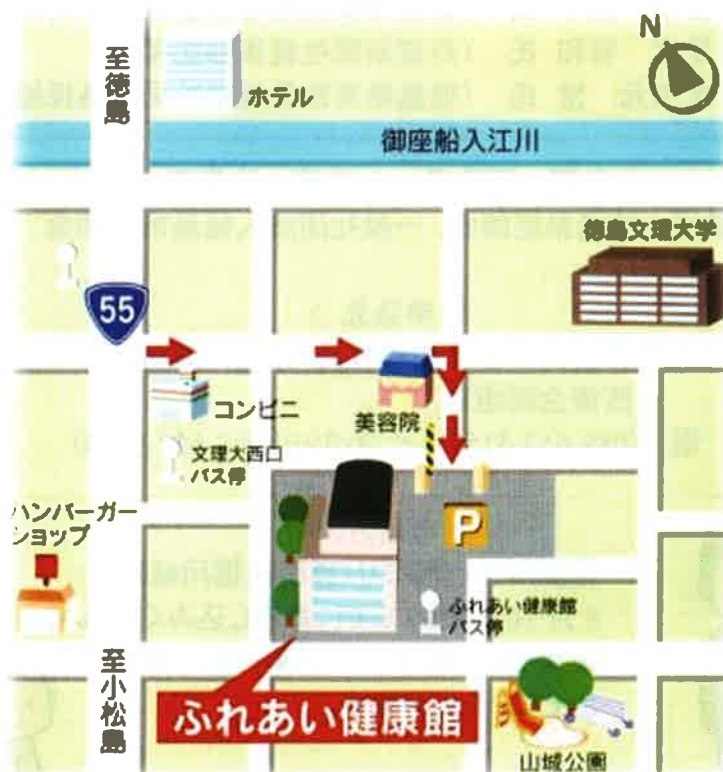 至徳島
ホテル
N
御座船入江川
徳島文理大学
55
コンビニ
美容院
文理大西口
バス停
ハンバーガー
ショップ
P
ふれあい健康館
バス停
至小松島
ふれあい健康館
山城公園